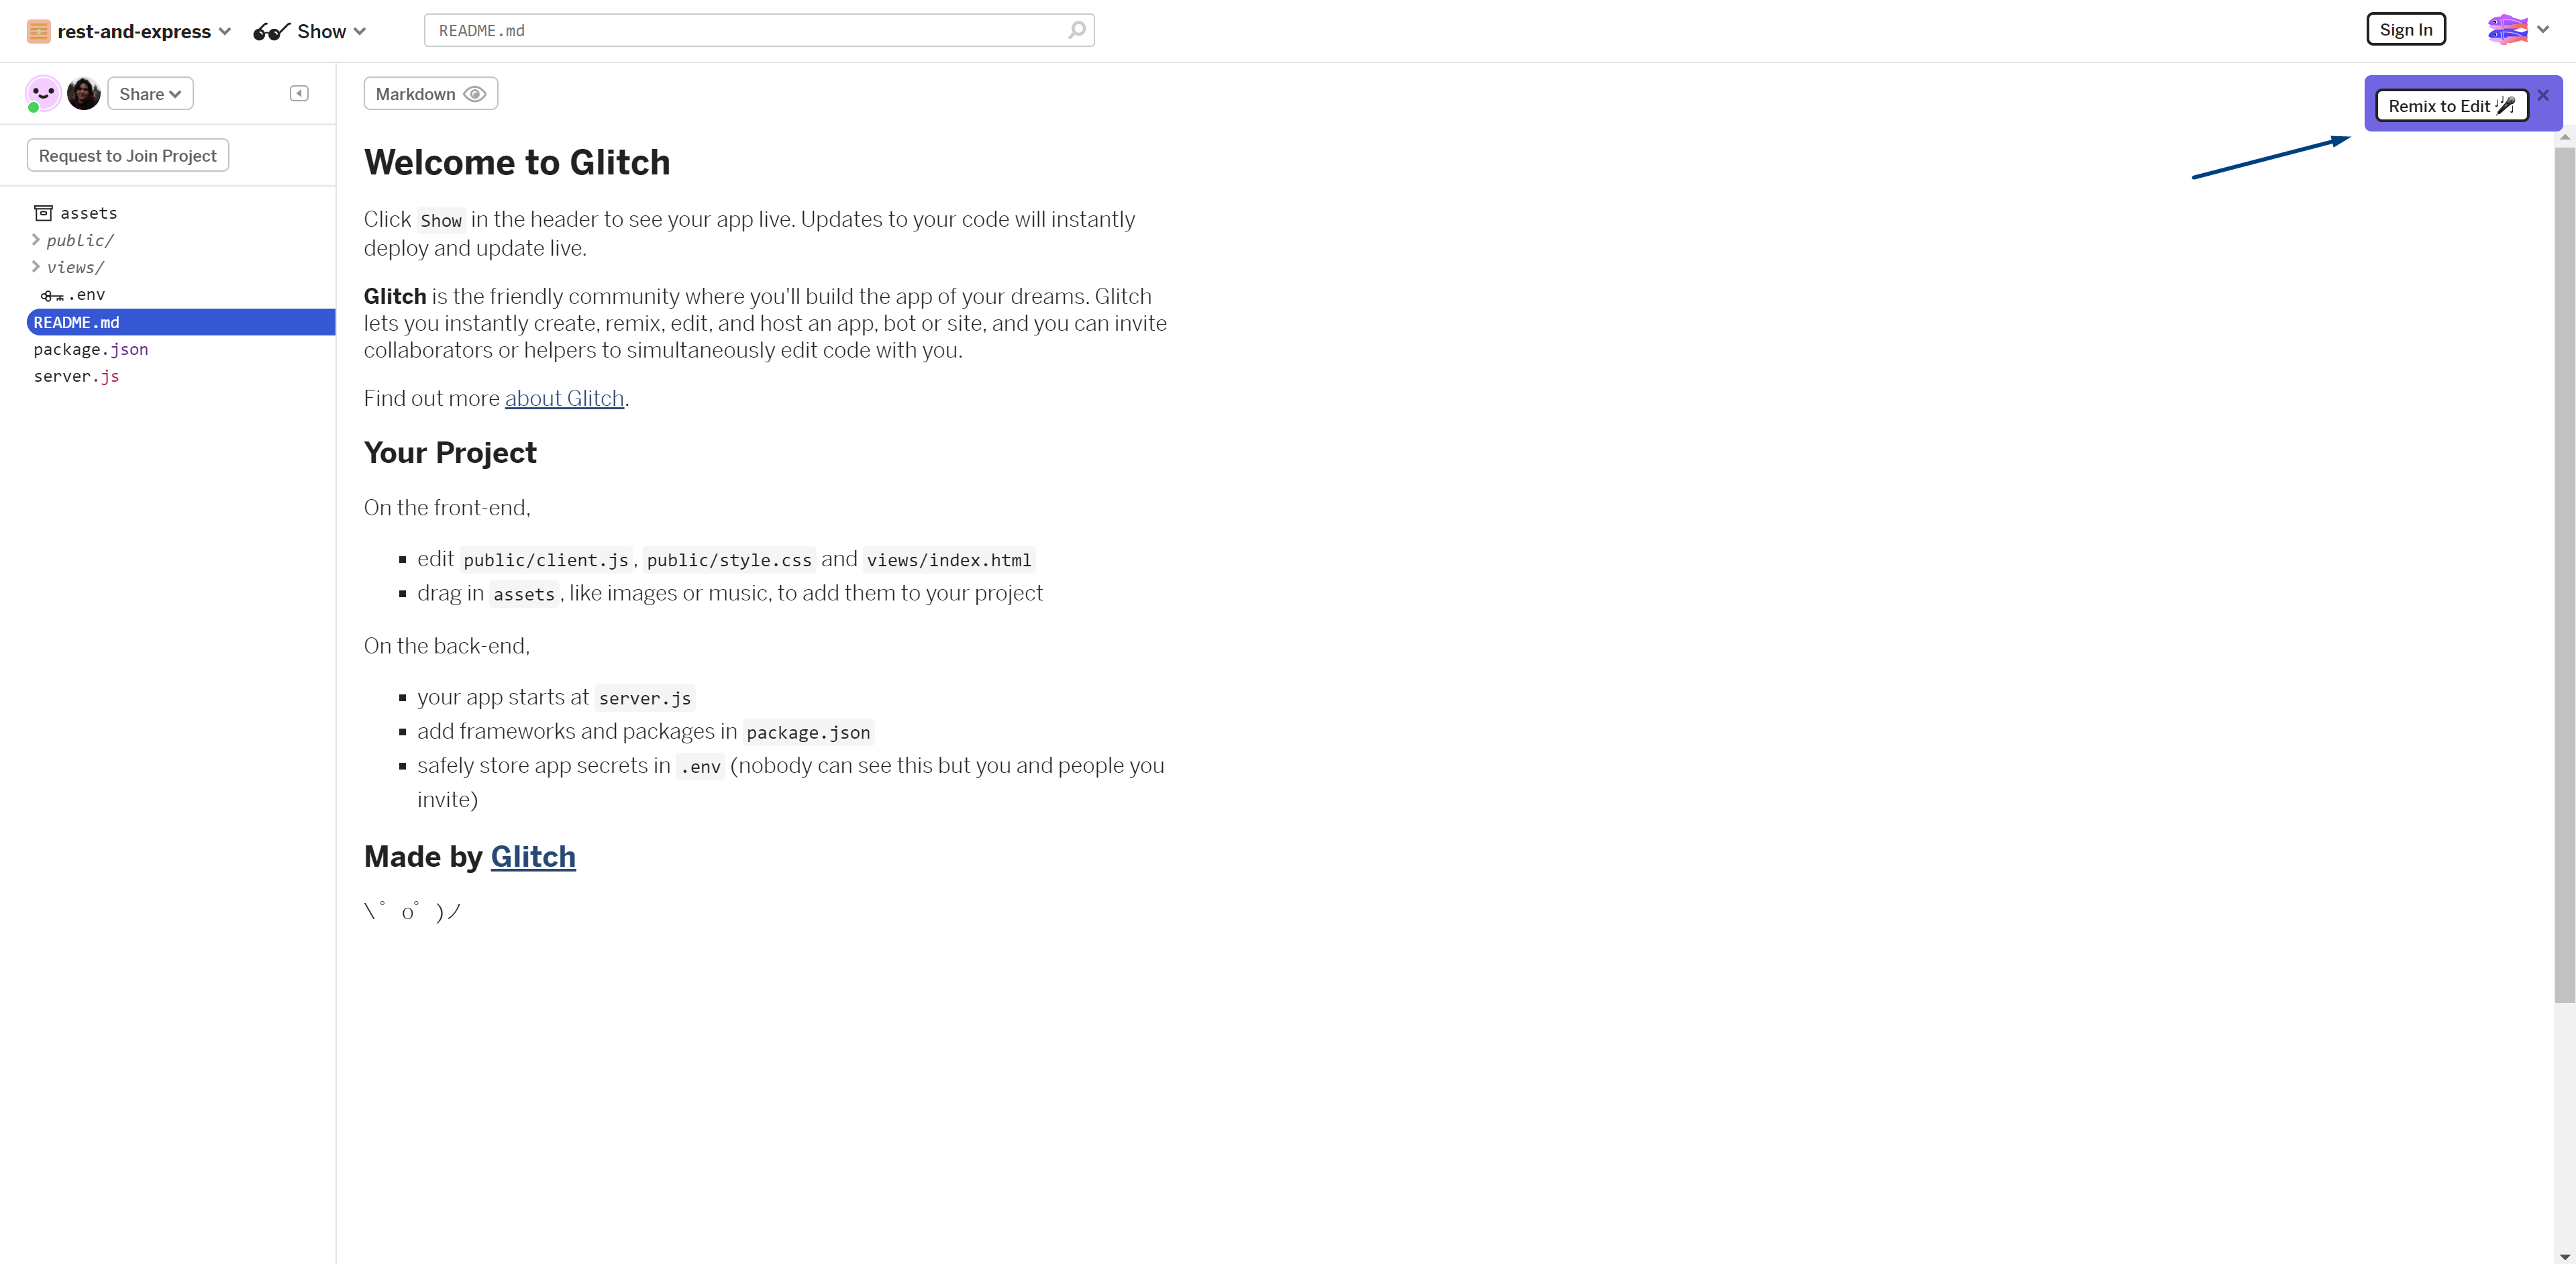 rest-and-express Show README.md Sign In
Share Markdown Remix to Edit
Request to Join Project
assets
public/
views/
.env
README.md
package.json
server.js
Welcome to Glitch
Click Show in the header to see your app live. Updates to your code will instantly
deploy and update live.
Glitch is the friendly community where you'll build the app of your dreams. Glitch
lets you instantly create, remix, edit, and host an app, bot or site, and you can invite
collaborators or helpers to simultaneously edit code with you.
Find out more about Glitch.
Your Project
On the front-end,
edit public/client.js, public/style.css and views/index.html
drag in assets, like images or music, to add them to your project
On the back-end,
your app starts at server.js
add frameworks and packages in package.json
safely store app secrets in .env (nobody can see this but you and people you
invite)
Made by Glitch
\ ゜o゜)ノ